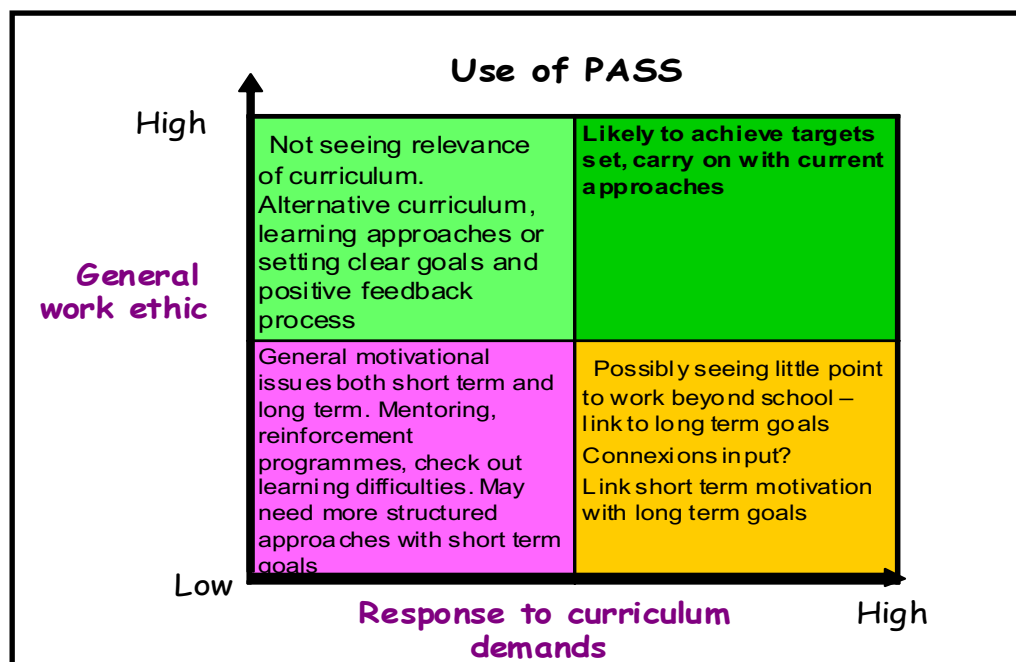 Use of PASS
High
General
work ethic
Not seeing relevance
of curriculum.
Alternative curriculum,
learning approaches or
setting clear goals and
positive feedback
process
Likely to achieve targets
set, carry on with current
approaches
General motivational
issues both short term and
long term. Mentoring,
reinforcement
programmes, check out
learning difficulties. May
need more structured
approaches with short term
goals
Possibly seeing little point
to work beyond school –
link to long term goals
Connexions input?
Link short term motivation
with long term goals
Low
Response to curriculum
demands
High